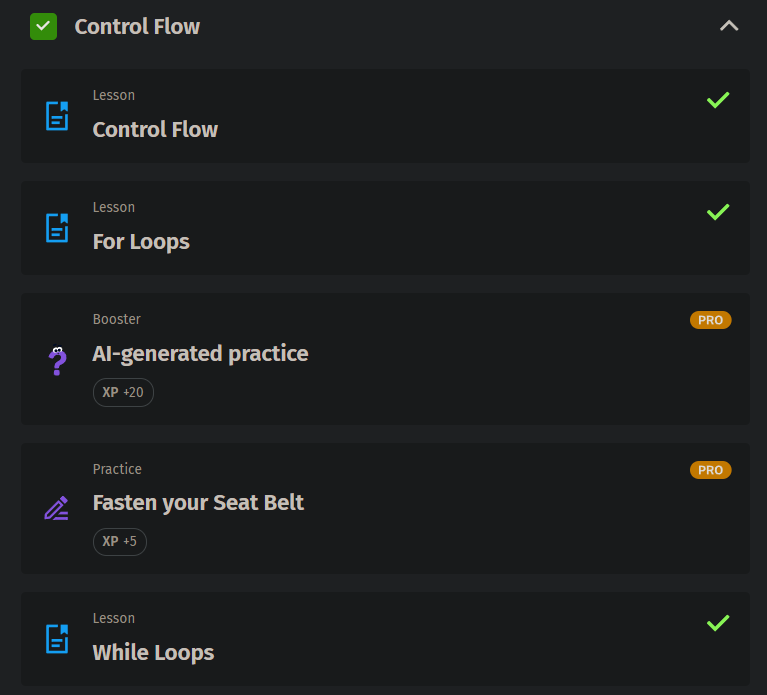 Control Flow
Lesson
Control Flow
Lesson
For Loops
Booster
PRO
AI-generated practice
XP +20
Practice
PRO
Fasten your Seat Belt
XP +5
Lesson
While Loops